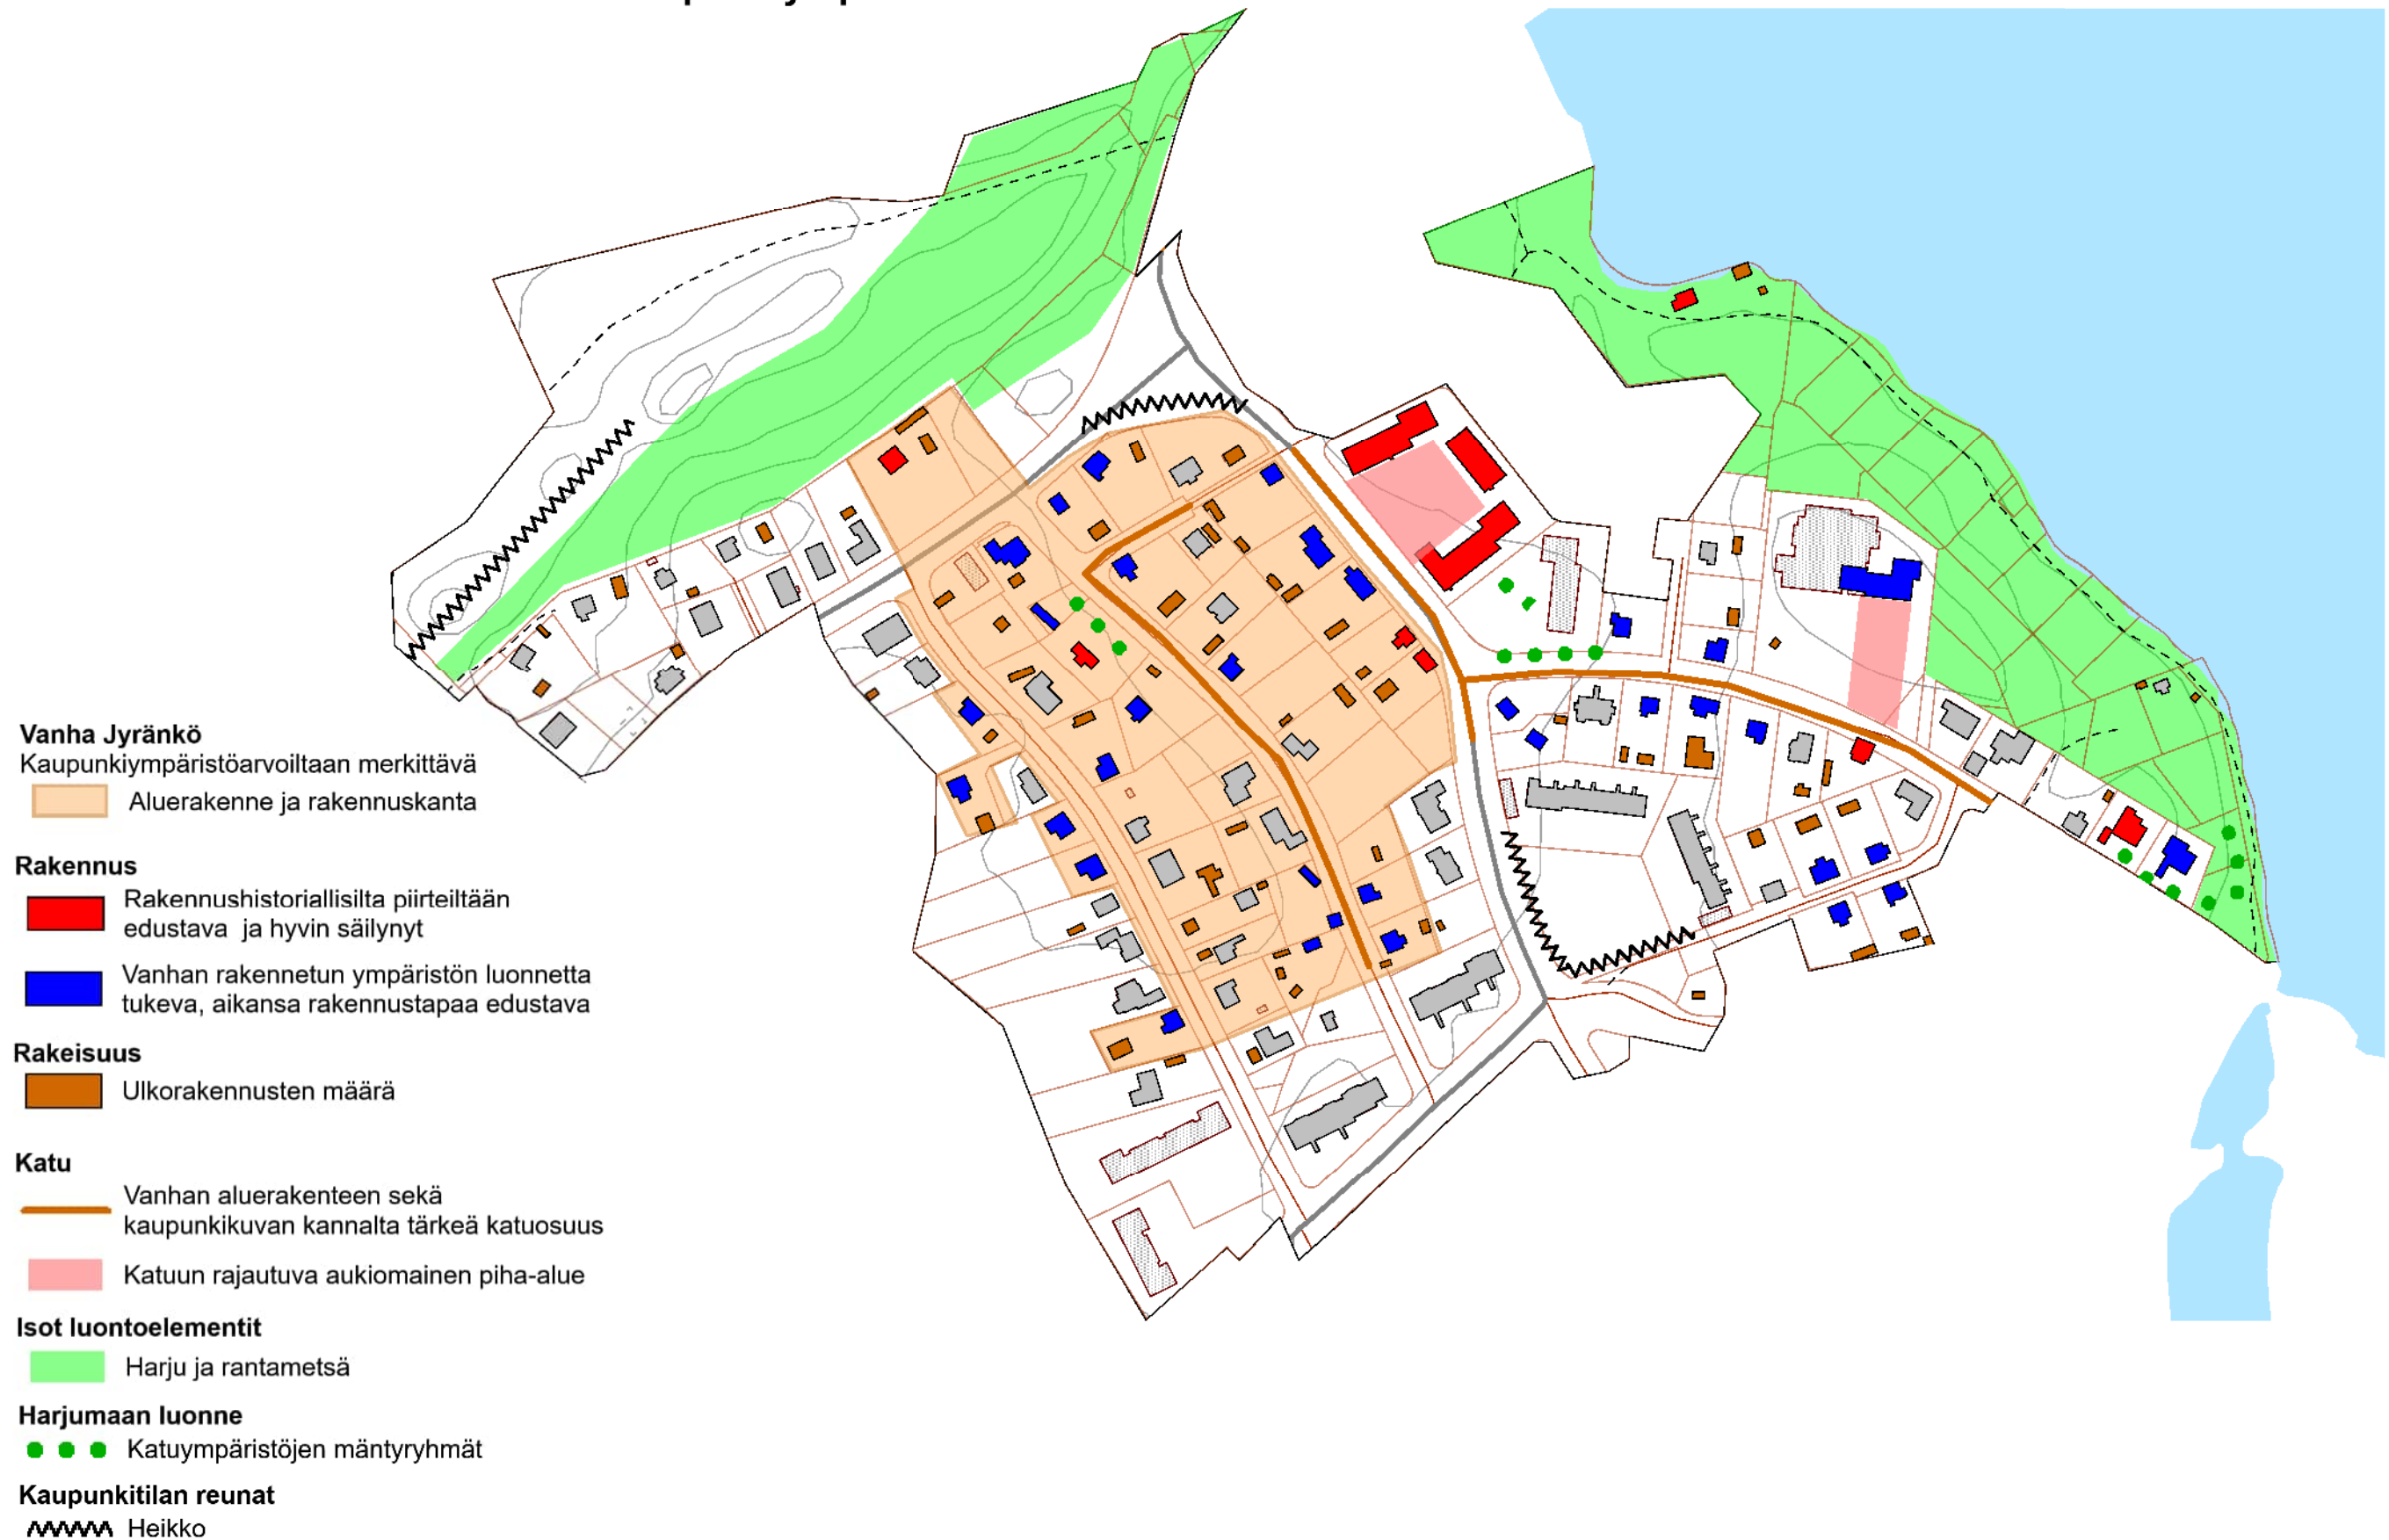 Vanha Jyränkö
Kaupunkiympäristöarvoiltaan merkittävä
Aluerakenne ja rakennuskanta
Rakennus
Rakennushistoriallisilta piirteiltään
edustava ja hyvin säilynyt
Vanhan rakennetun ympäristön luonnetta
tukeva, aikansa rakennustapaa edustava
Rakeisuus
Ulkorakennusten määrä
Katu
Vanhan aluerakenteen sekä
kaupunkikuvan kannalta tärkeä katuosuus
Katuun rajautuva aukiomainen piha-alue
Isot luontoelementit
Harju ja rantametsä
Harjumaan luonne
Katuympäristöjen mäntyryhmät
Kaupunkitilan reunat
Heikko